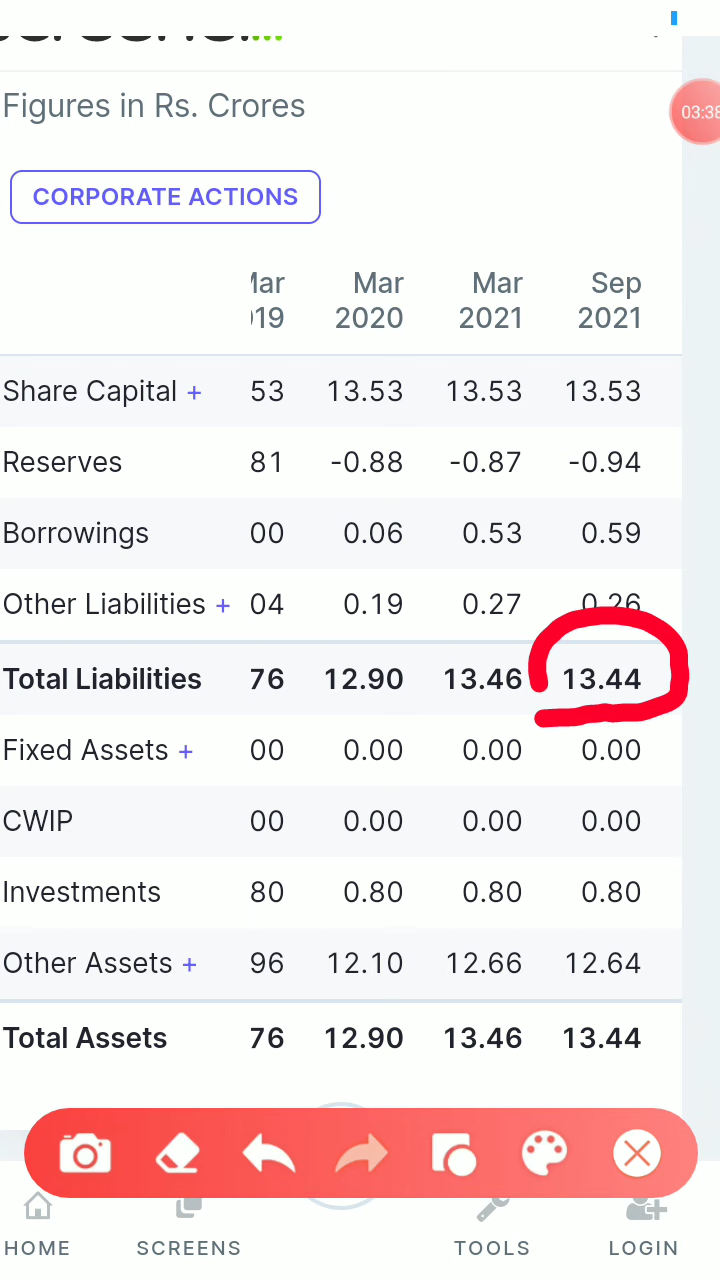 03:38
Figures in Rs. Crores
CORPORATE ACTIONS
Mar Mar Sep
2020 2021 2021
Share Capital + 53 13.53 13.53 13.53
Reserves 81 -0.88 -0.87 -0.94
Borrowings 00 0.06 0.53 0.59
Other Liabilities + 04 0.19 0.27 0.26
Total Liabilities 76 12.90 13.46 13.44
Fixed Assets + 00 0.00 0.00 0.00
CWIP 00 0.00 0.00 0.00
Investments 80 0.80 0.80 0.80
Other Assets + 96 12.10 12.66 12.64
Total Assets 76 12.90 13.46 13.44
HOME SCREENS TOOLS LOGIN